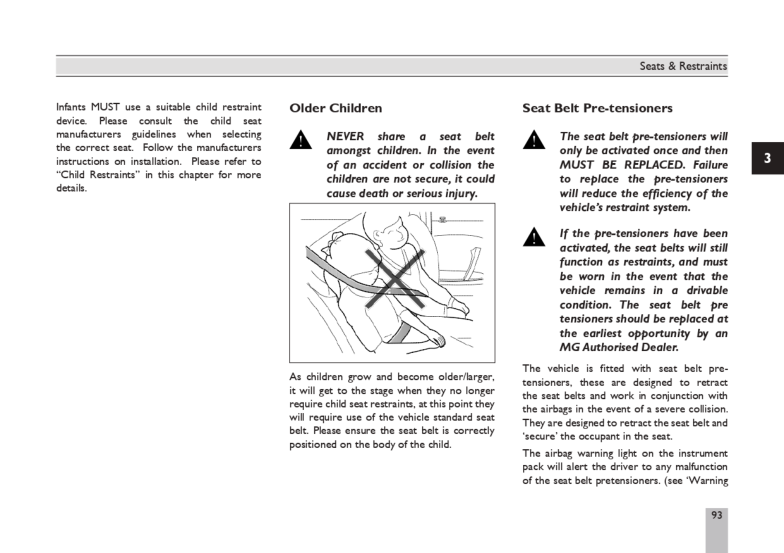 Seats & Restraints
Infants MUST use a suitable child restraint
device. Please consult the child seat
manufacturers guidelines when selecting
the correct seat. Follow the manufacturers
instructions on installation. Please refer to
“Child Restraints” in this chapter for more
details.
Older Children
NEVER share a seat belt
amongst children. In the event
of an accident or collision the
children are not secure, it could
cause death or serious injury.
As children grow and become older/larger,
it will get to the stage when they no longer
require child seat restraints, at this point they
will require use of the vehicle standard seat
belt. Please ensure the seat belt is correctly
positioned on the body of the child.
Seat Belt Pre-tensioners
The seat belt pre-tensioners will
only be activated once and then
MUST BE REPLACED. Failure
to replace the pre-tensioners
will reduce the efficiency of the
vehicle’s restraint system.
If the pre-tensioners have been
activated, the seat belts will still
function as restraints, and must
be worn in the event that the
vehicle remains in a drivable
condition. The seat belt pre
tensioners should be replaced at
the earliest opportunity by an
MG Authorised Dealer.
The vehicle is fitted with seat belt pre-
tensioners, these are designed to retract
the seat belts and work in conjunction with
the airbags in the event of a severe collision.
They are designed to retract the seat belt and
‘secure’ the occupant in the seat.
The airbag warning light on the instrument
pack will alert the driver to any malfunction
of the seat belt pretensioners. (see ‘Warning
3
93